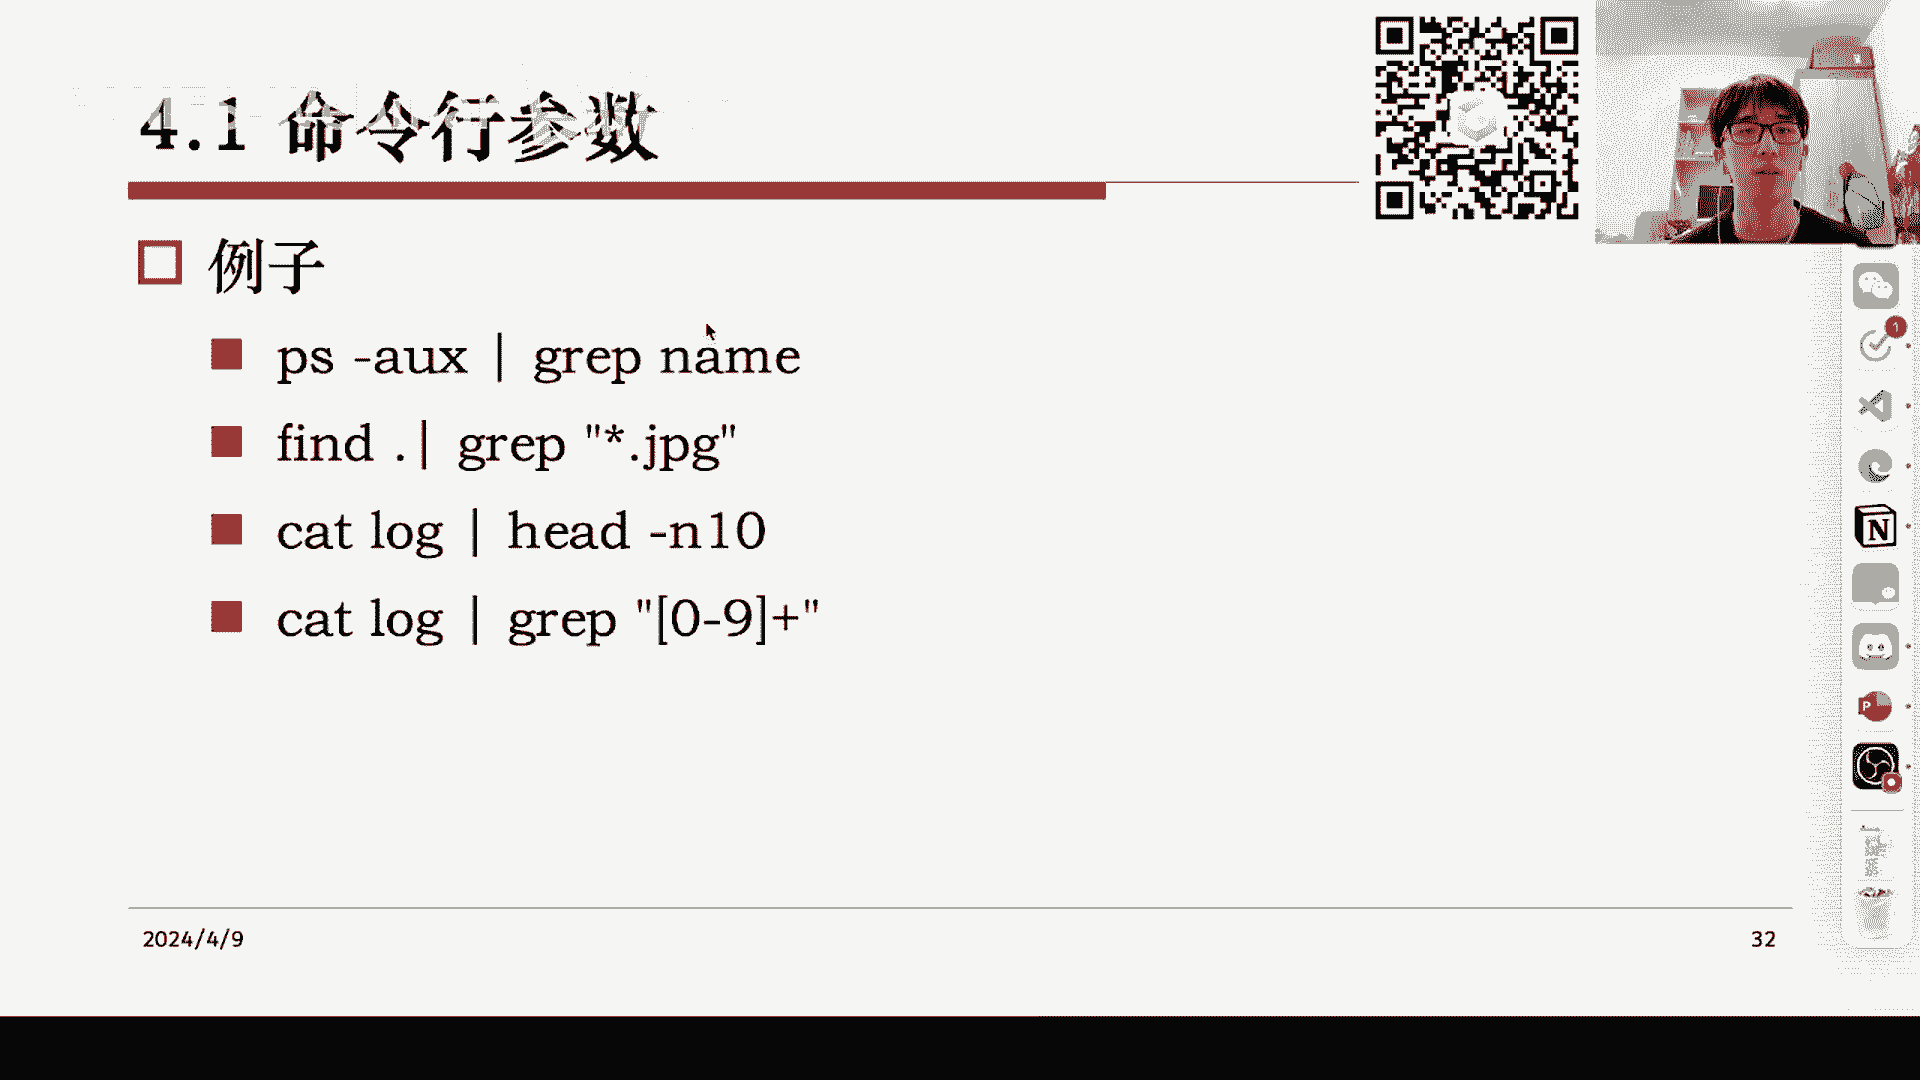 4.1 命令行参数
例子
ps -aux | grep name
find .| grep "*.jpg"
cat log | head -n10
cat log | grep "[0-9]+"
2024/4/9
32
1
N
P